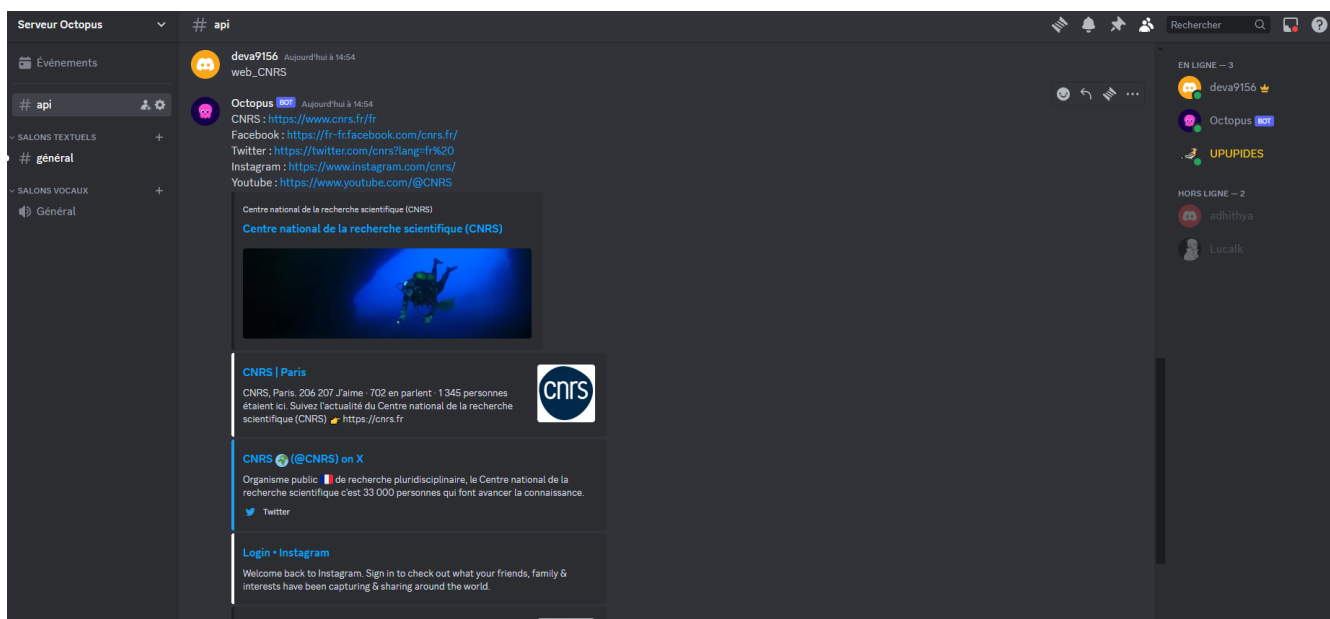 Serveur Octopus
# api
Rechercher
Événements
# api
SALONS TEXTUELS
# général
SALONS VOCAUX
Général
deva9156 Aujourd'hui à 14:54
web_CNRS
Octopus BOT Aujourd'hui à 14:54
CNRS : https://www.cnrs.fr/fr
Facebook : https://fr-fr.facebook.com/cnrs.fr/
Twitter : https://twitter.com/cnrs?lang=fr%20
Instagram : https://www.instagram.com/cnrs/
Youtube : https://www.youtube.com/@CNRS
Centre national de la recherche scientifique (CNRS)
Centre national de la recherche scientifique (CNRS)
CNRS | Paris
CNRS, Paris. 206 207 J'aime · 702 en parlent · 1 345 personnes
étaient ici. Suivez l'actualité du Centre national de la recherche
scientifique (CNRS) 👉 https://cnrs.fr
cnrs
CNRS 🌍 (@CNRS) on X
Organisme public 🇫🇷 de recherche pluridisciplinaire, le Centre national de la
recherche scientifique c'est 33 000 personnes qui font avancer la connaissance.
Twitter
Login • Instagram
Welcome back to Instagram. Sign in to check out what your friends, family &
interests have been capturing & sharing around the world.
EN LIGNE — 3
deva9156
Octopus BOT
UPUPIDES
HORS LIGNE — 2
adhithya
Lucalk